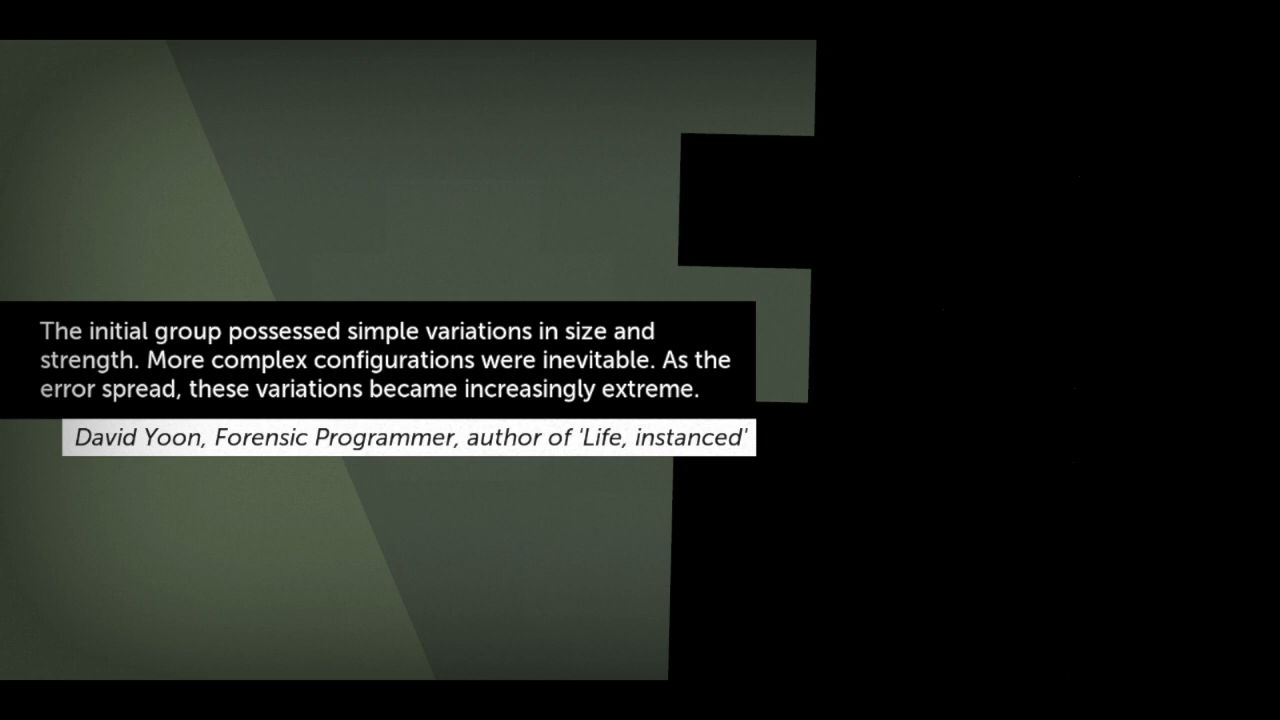 The initial group possessed simple variations in size and
strength. More complex configurations were inevitable. As the
error spread, these variations became increasingly extreme.
David Yoon, Forensic Programmer, author of 'Life, instanced'